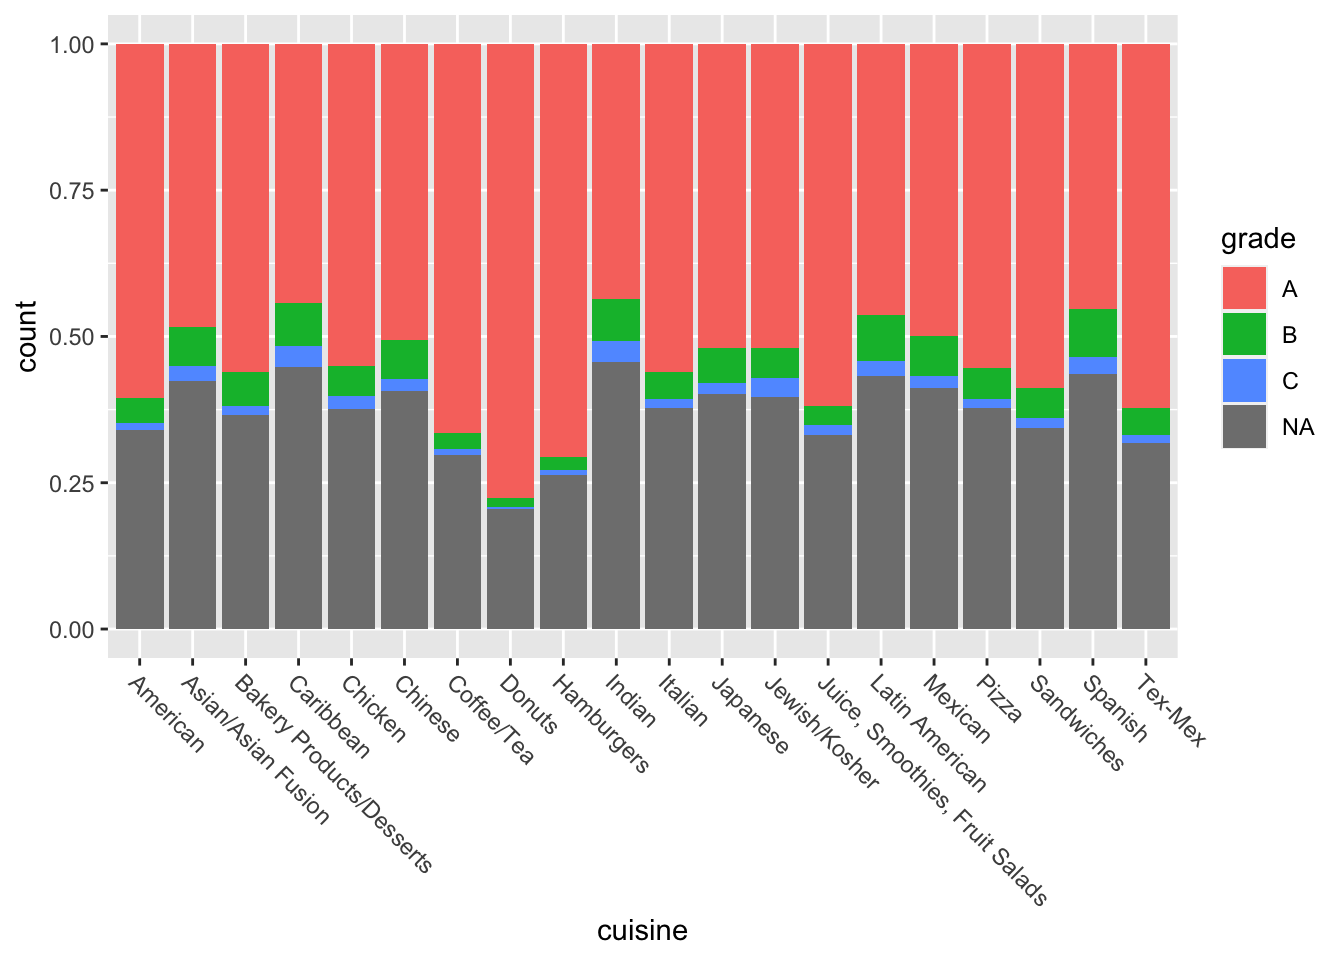 1.00
0.75
0.50
0.25
0.00
count
American
Asian/Asian Fusion
Bakery Products/Desserts
Caribbean
Chicken
Chinese
Coffee/Tea
Donuts
Hamburgers
Indian
Italian
Japanese
Jewish/Kosher
Juice, Smoothies, Fruit Salads
Latin American
Mexican
Pizza
Sandwiches
Spanish
Tex-Mex
cuisine
grade
A
B
C
NA